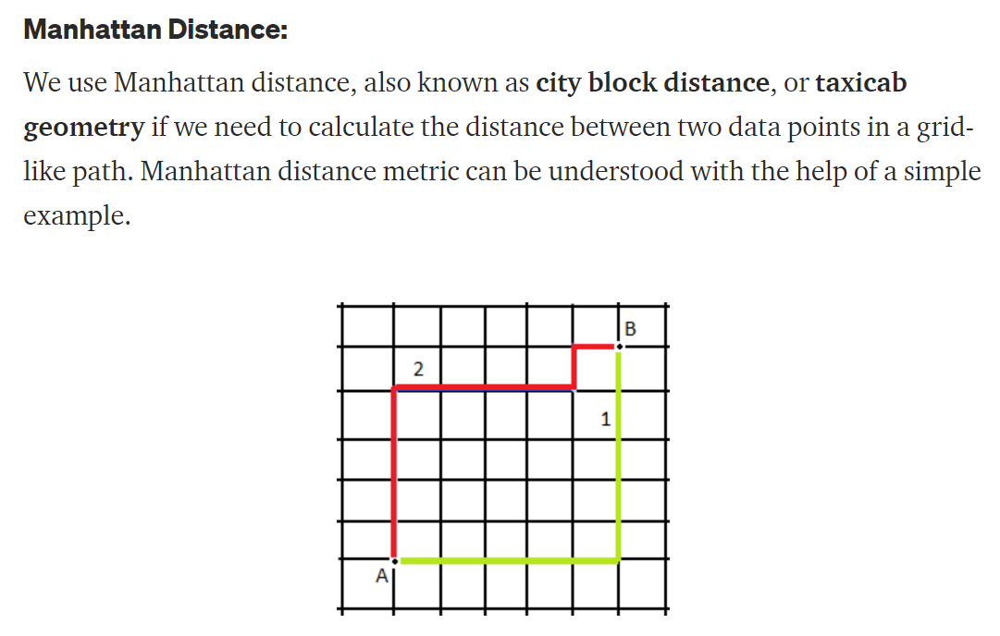 Manhattan Distance:
We use Manhattan distance, also known as city block distance, or taxicab
geometry if we need to calculate the distance between two data points in a grid-
like path. Manhattan distance metric can be understood with the help of a simple
example.
B
2
1
A